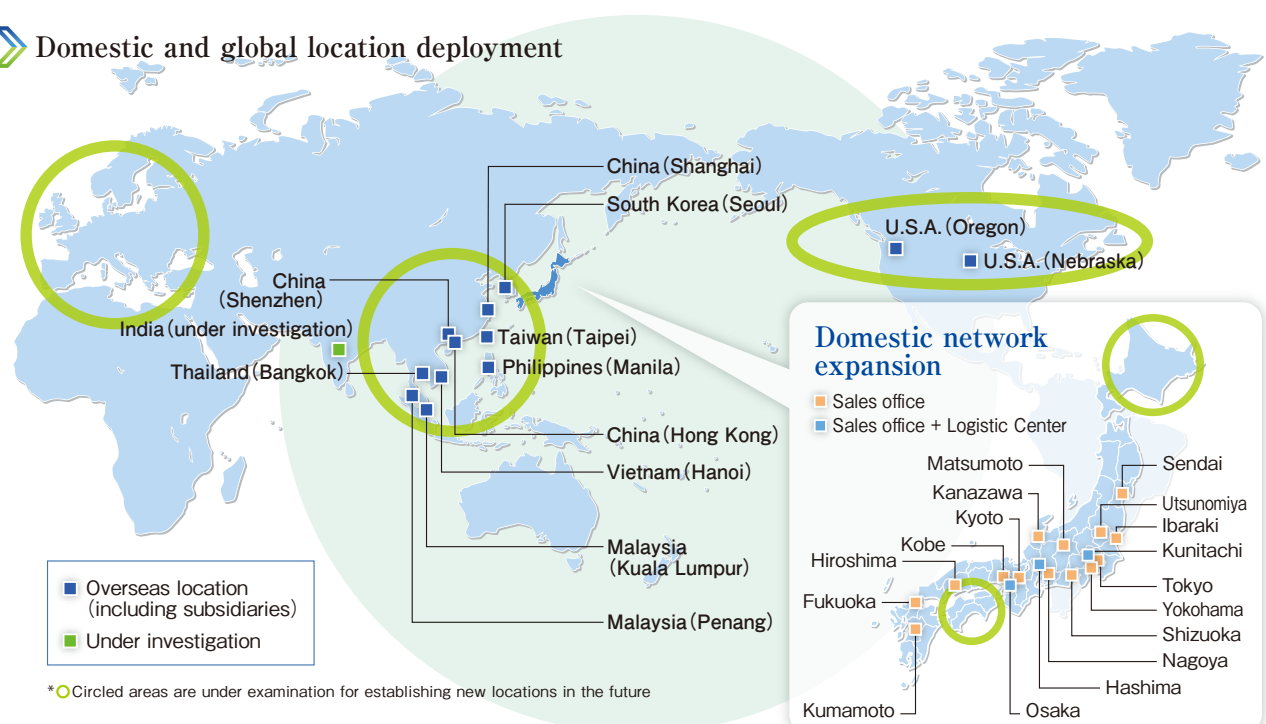 Domestic and global location deployment
China (Shanghai)
South Korea (Seoul)
U.S.A. (Oregon)
U.S.A. (Nebraska)
China
(Shenzhen)
India (under investigation)
Taiwan (Taipei)
Thailand (Bangkok)
Philippines (Manila)
China (Hong Kong)
Vietnam (Hanoi)
Malaysia
(Kuala Lumpur)
Malaysia (Penang)
Overseas location
(including subsidiaries)
Under investigation
* Circled areas are under examination for establishing new locations in the future
Domestic network
expansion
Sales office
Sales office + Logistic Center
Matsumoto
Kanazawa
Kyoto
Kobe
Hiroshima
Fukuoka
Kumamoto
Sendai
Utsunomiya
Ibaraki
Kunitachi
Tokyo
Yokohama
Shizuoka
Nagoya
Hashima
Osaka